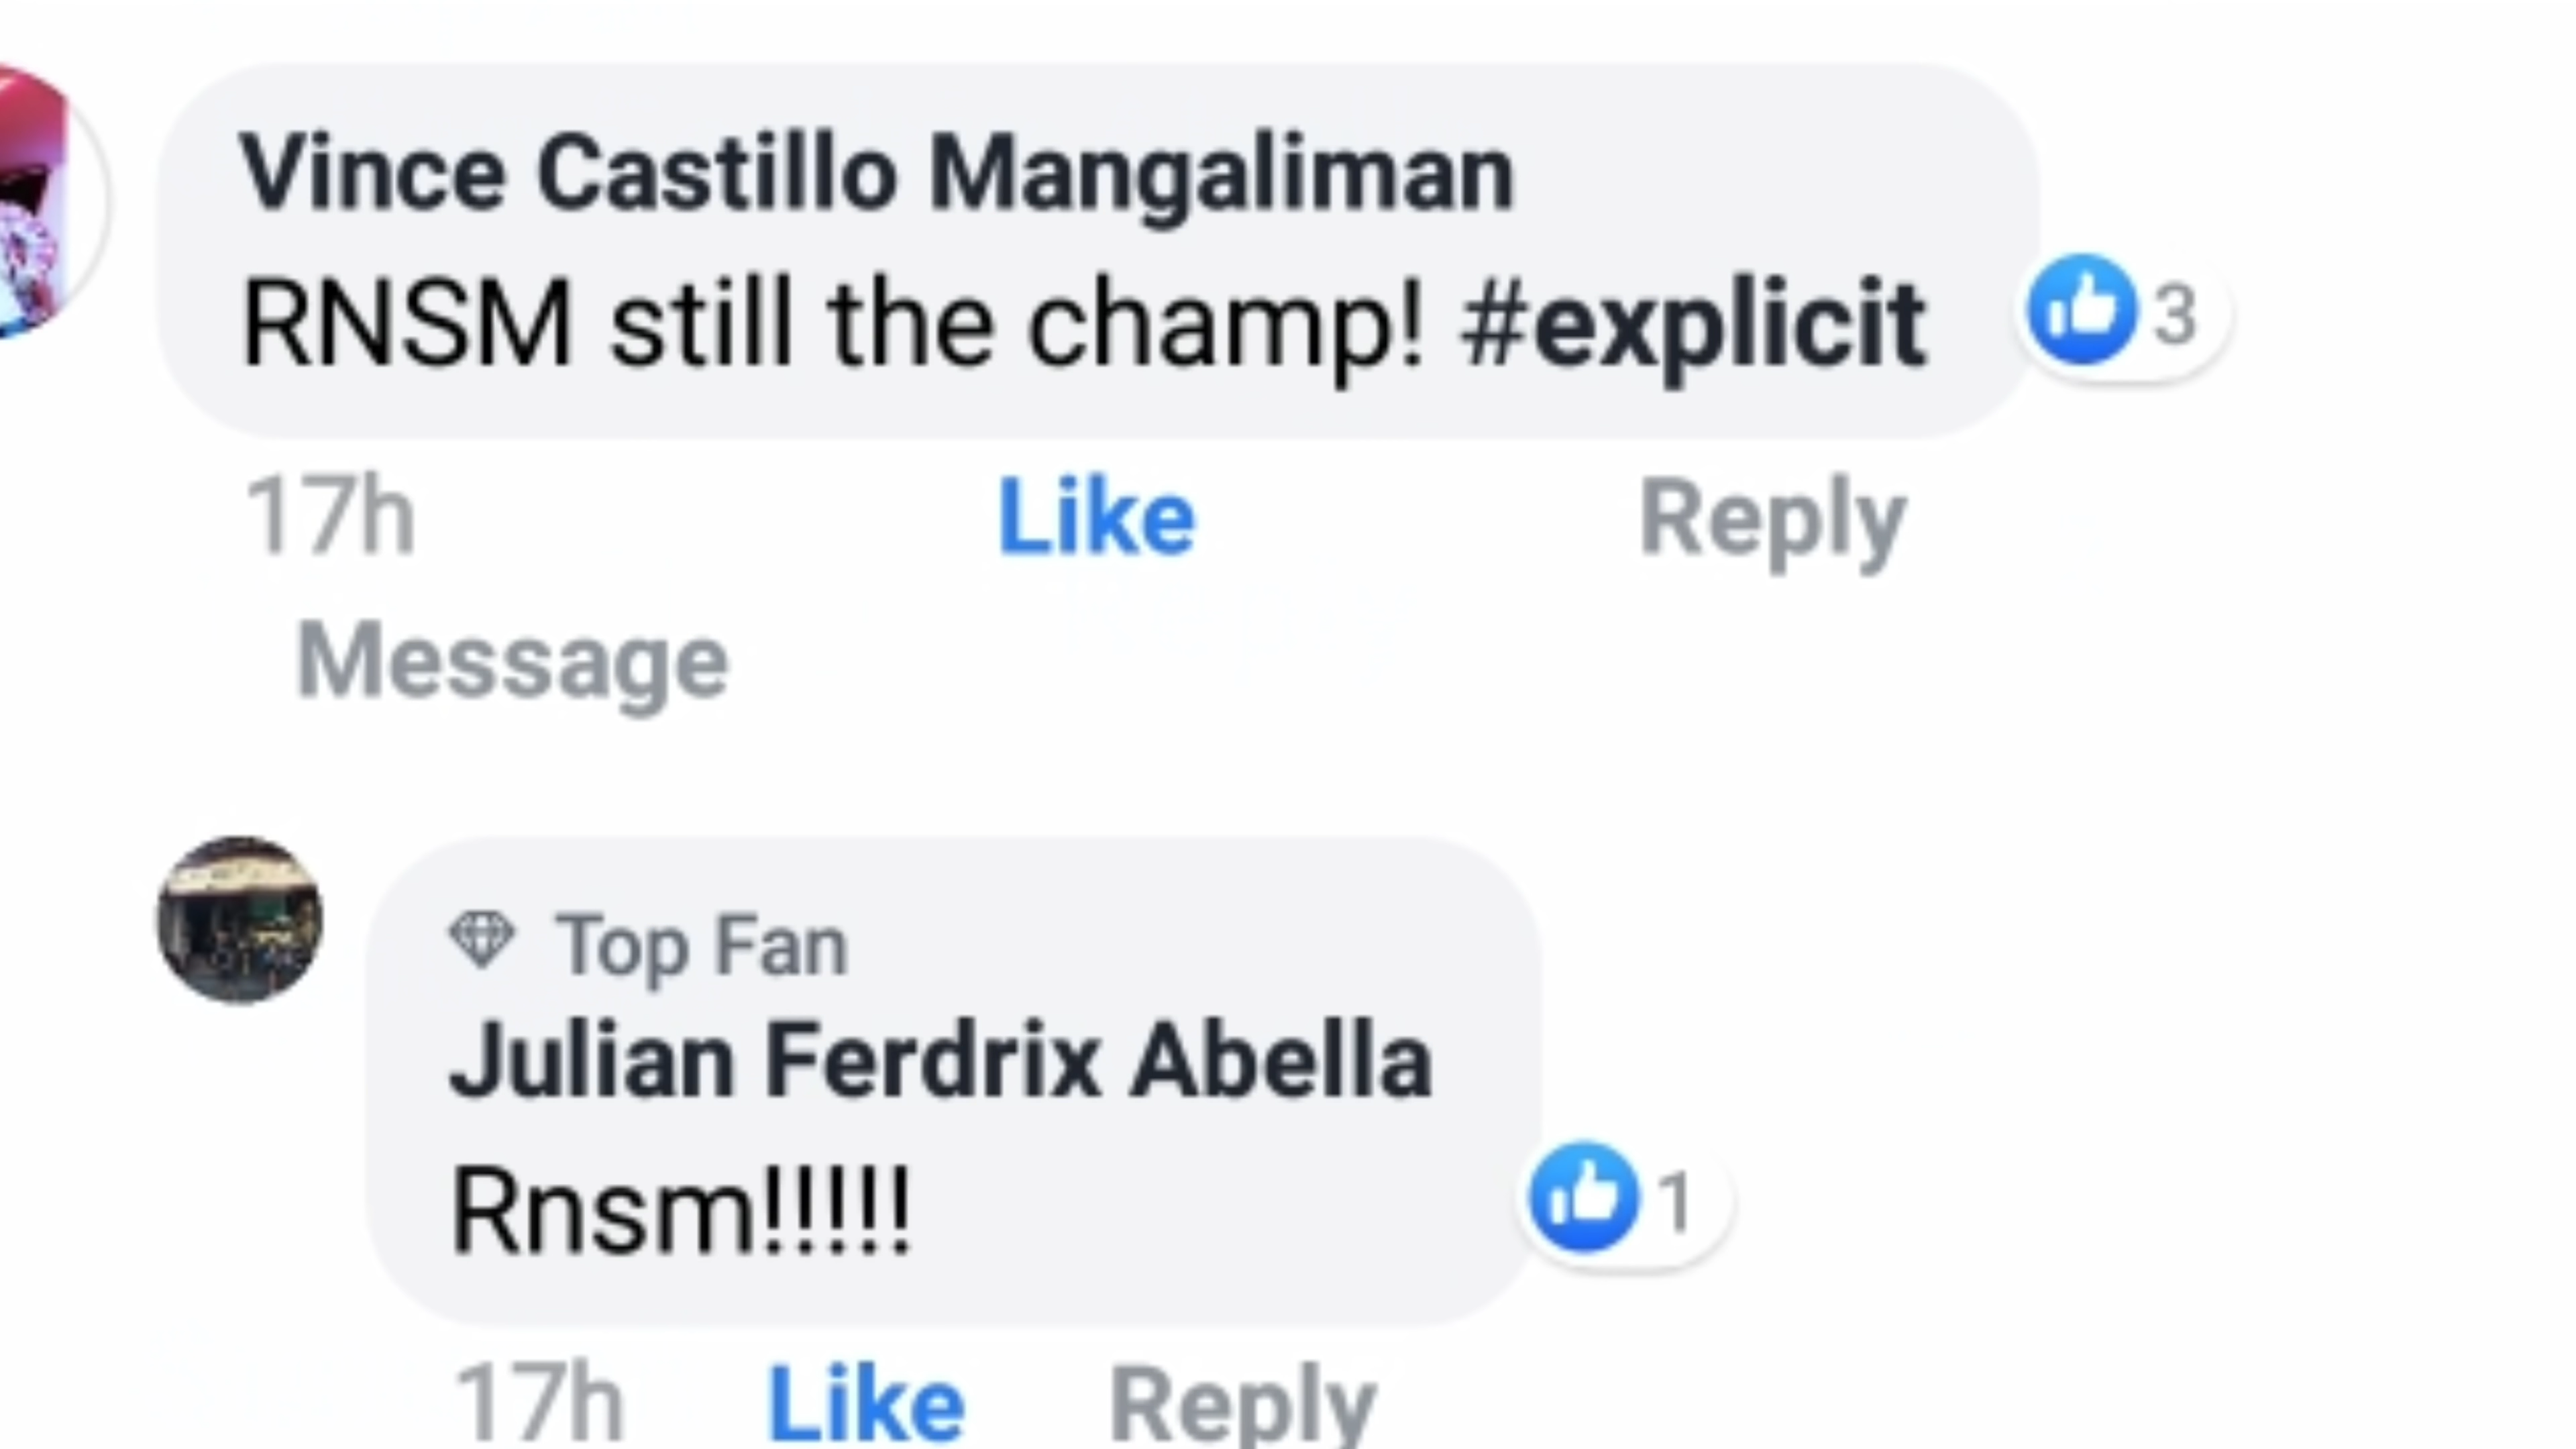 Vince Castillo Mangaliman
RNSM still the champ! #explicit
3
17h Like Reply
Message
Top Fan
Julian Ferdrix Abella
Rnsm!!!!!
1
17h Like Reply